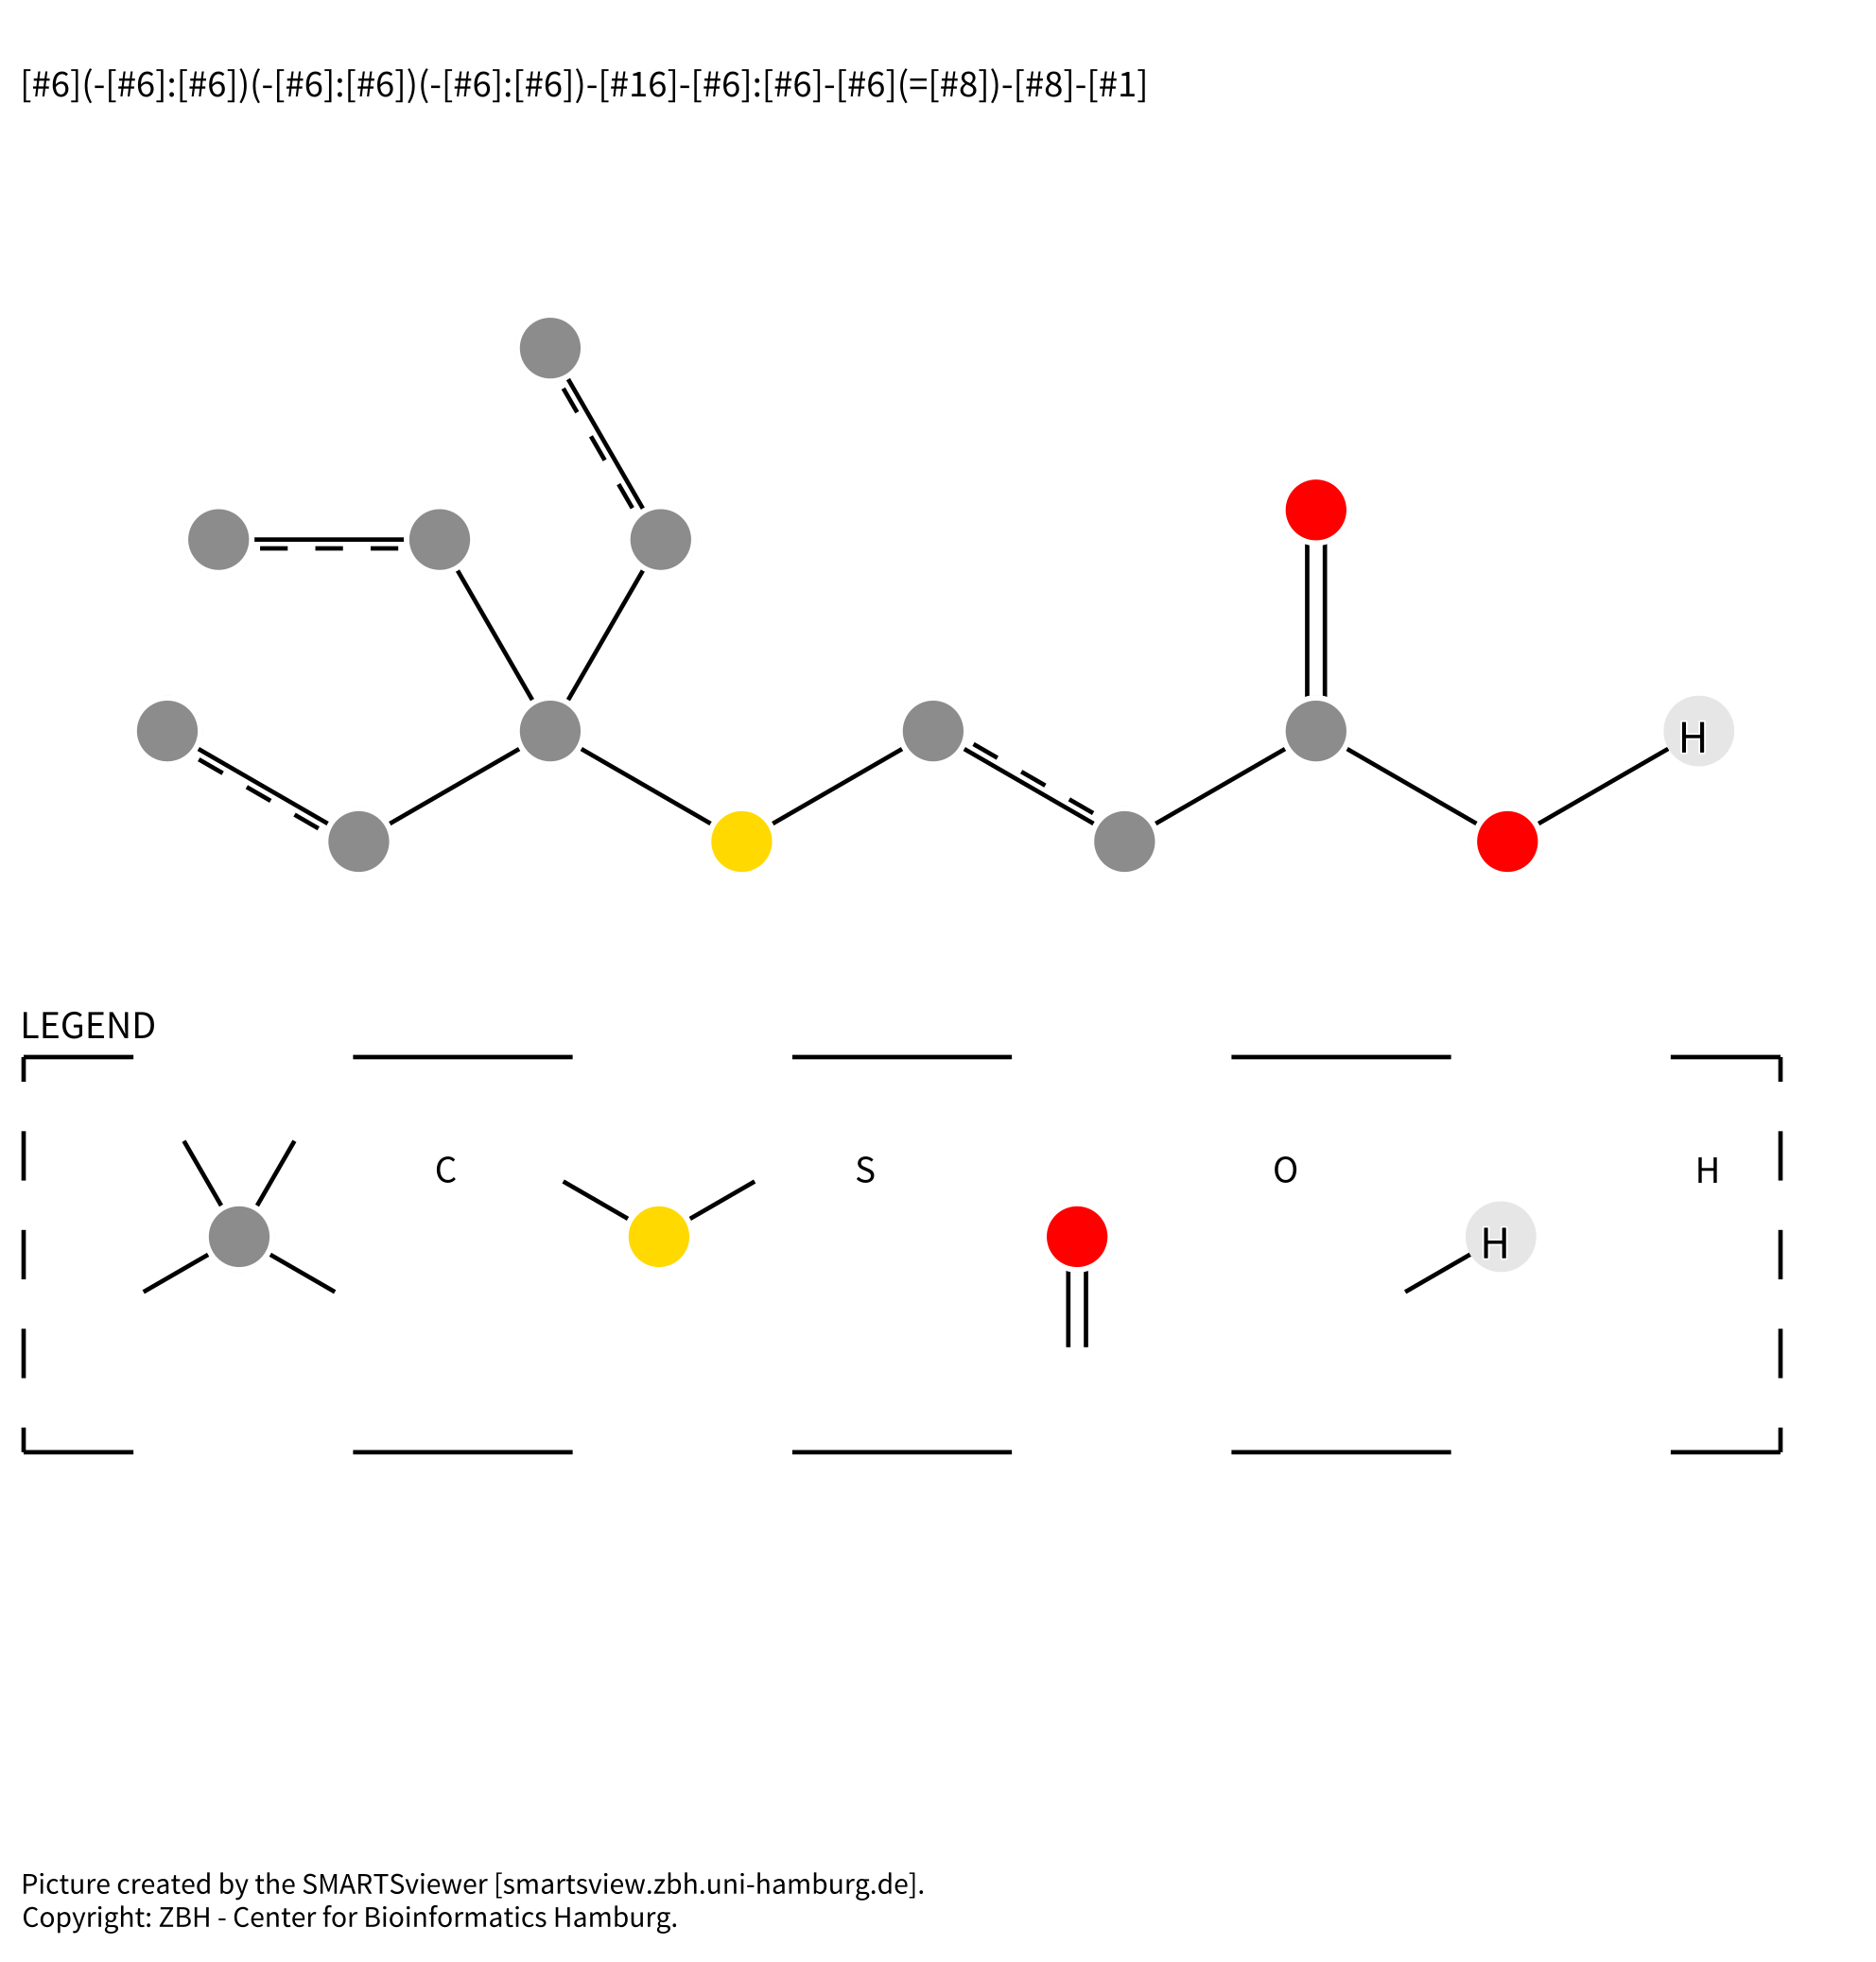 [#6](-[#6]:[#6])(-[#6]:[#6])(-[#6]:[#6])-[#16]-[#6]:[#6]-[#6](=[#8])-[#8]-[#1]
H
LEGEND
C S O H
H
Picture created by the SMARTSviewer [smartsview.zbh.uni-hamburg.de].
Copyright: ZBH - Center for Bioinformatics Hamburg.